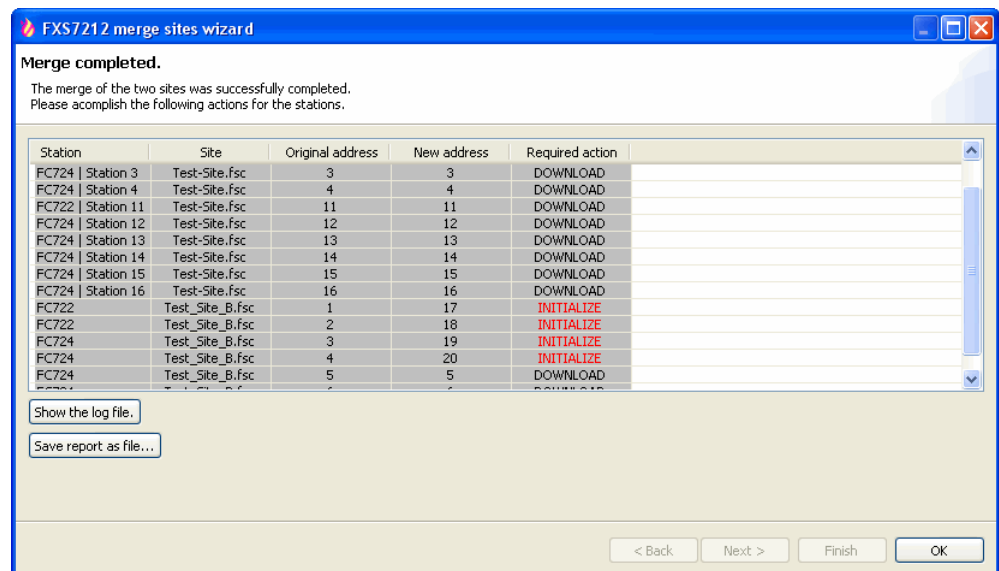 FXS7212 merge sites wizard
Merge completed.
The merge of the two sites was successfully completed.
Please acomplish the following actions for the stations.
Station Site Original address New address Required action
FC724 | Station 3 Test-Site.fsc 3 3 DOWNLOAD
FC724 | Station 4 Test-Site.fsc 4 4 DOWNLOAD
FC722 | Station 11 Test-Site.fsc 11 11 DOWNLOAD
FC724 | Station 12 Test-Site.fsc 12 12 DOWNLOAD
FC724 | Station 13 Test-Site.fsc 13 13 DOWNLOAD
FC724 | Station 14 Test-Site.fsc 14 14 DOWNLOAD
FC724 | Station 15 Test-Site.fsc 15 15 DOWNLOAD
FC724 | Station 16 Test-Site.fsc 16 16 DOWNLOAD
FC722 Test_Site_B.fsc 1 17 INITIALIZE
FC722 Test_Site_B.fsc 2 18 INITIALIZE
FC724 Test_Site_B.fsc 3 19 INITIALIZE
FC724 Test_Site_B.fsc 4 20 INITIALIZE
FC724 Test_Site_B.fsc 5 5 DOWNLOAD
Show the log file.
Save report as file...
< Back Next > Finish OK